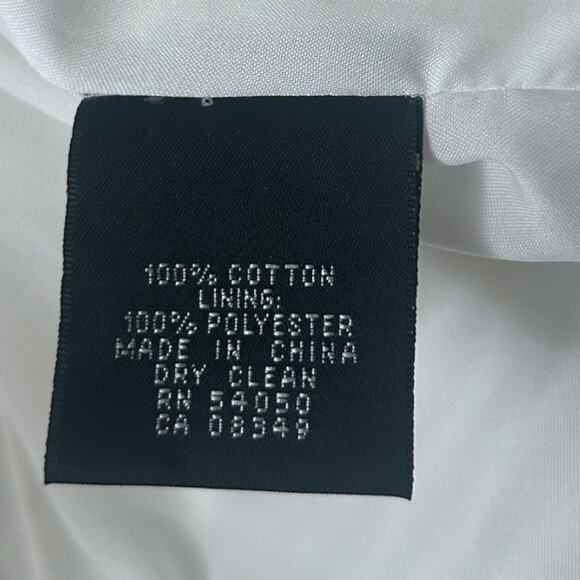 100% COTTON
LINING:
100% POLYESTER
MADE IN CHINA
DRY CLEAN
RN 54050
CA 08349